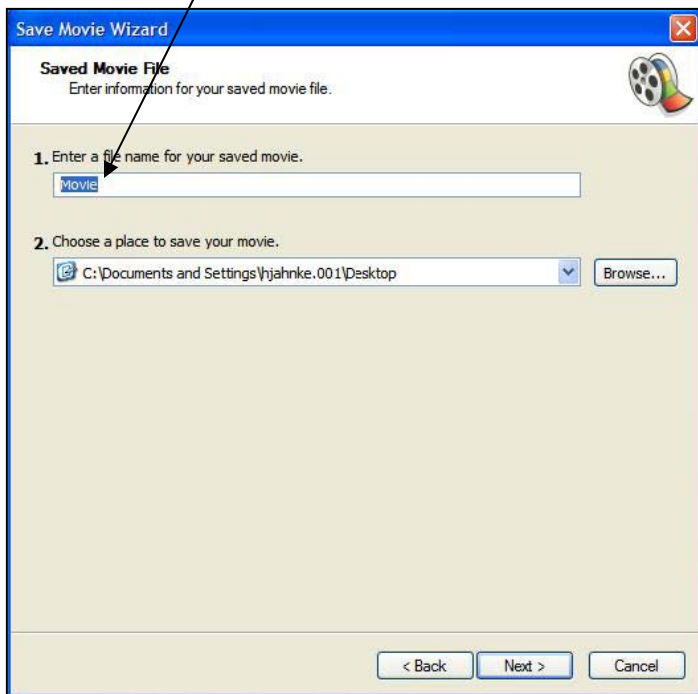 Save Movie Wizard
Saved Movie File
Enter information for your saved movie file.
1. Enter a file name for your saved movie.
Movie
2. Choose a place to save your movie.
C:\Documents and Settings\hjahnke.001\Desktop
Browse...
< Back Next > Cancel